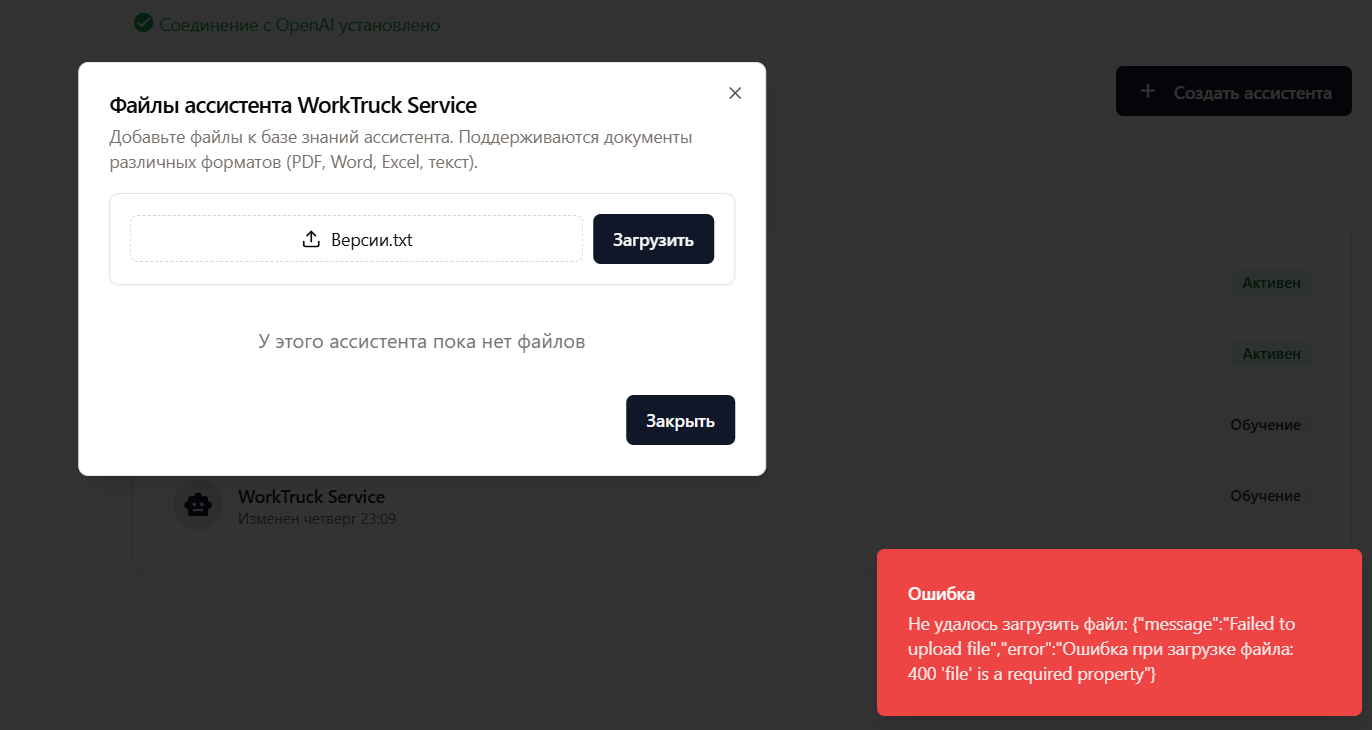 Соединение с OpenAI установлено
Создать ассистента
Файлы ассистента WorkTruck Service
Добавьте файлы к базе знаний ассистента. Поддерживаются документы
различных форматов (PDF, Word, Excel, текст).
Версии.txt
Загрузить
У этого ассистента пока нет файлов
Закрыть
Активен
Активен
Обучение
WorkTruck Service
Изменен четверг 23:09
Обучение
Ошибка
Не удалось загрузить файл: {"message":"Failed to
upload file","error":"Ошибка при загрузке файла:
400 'file' is a required property"}